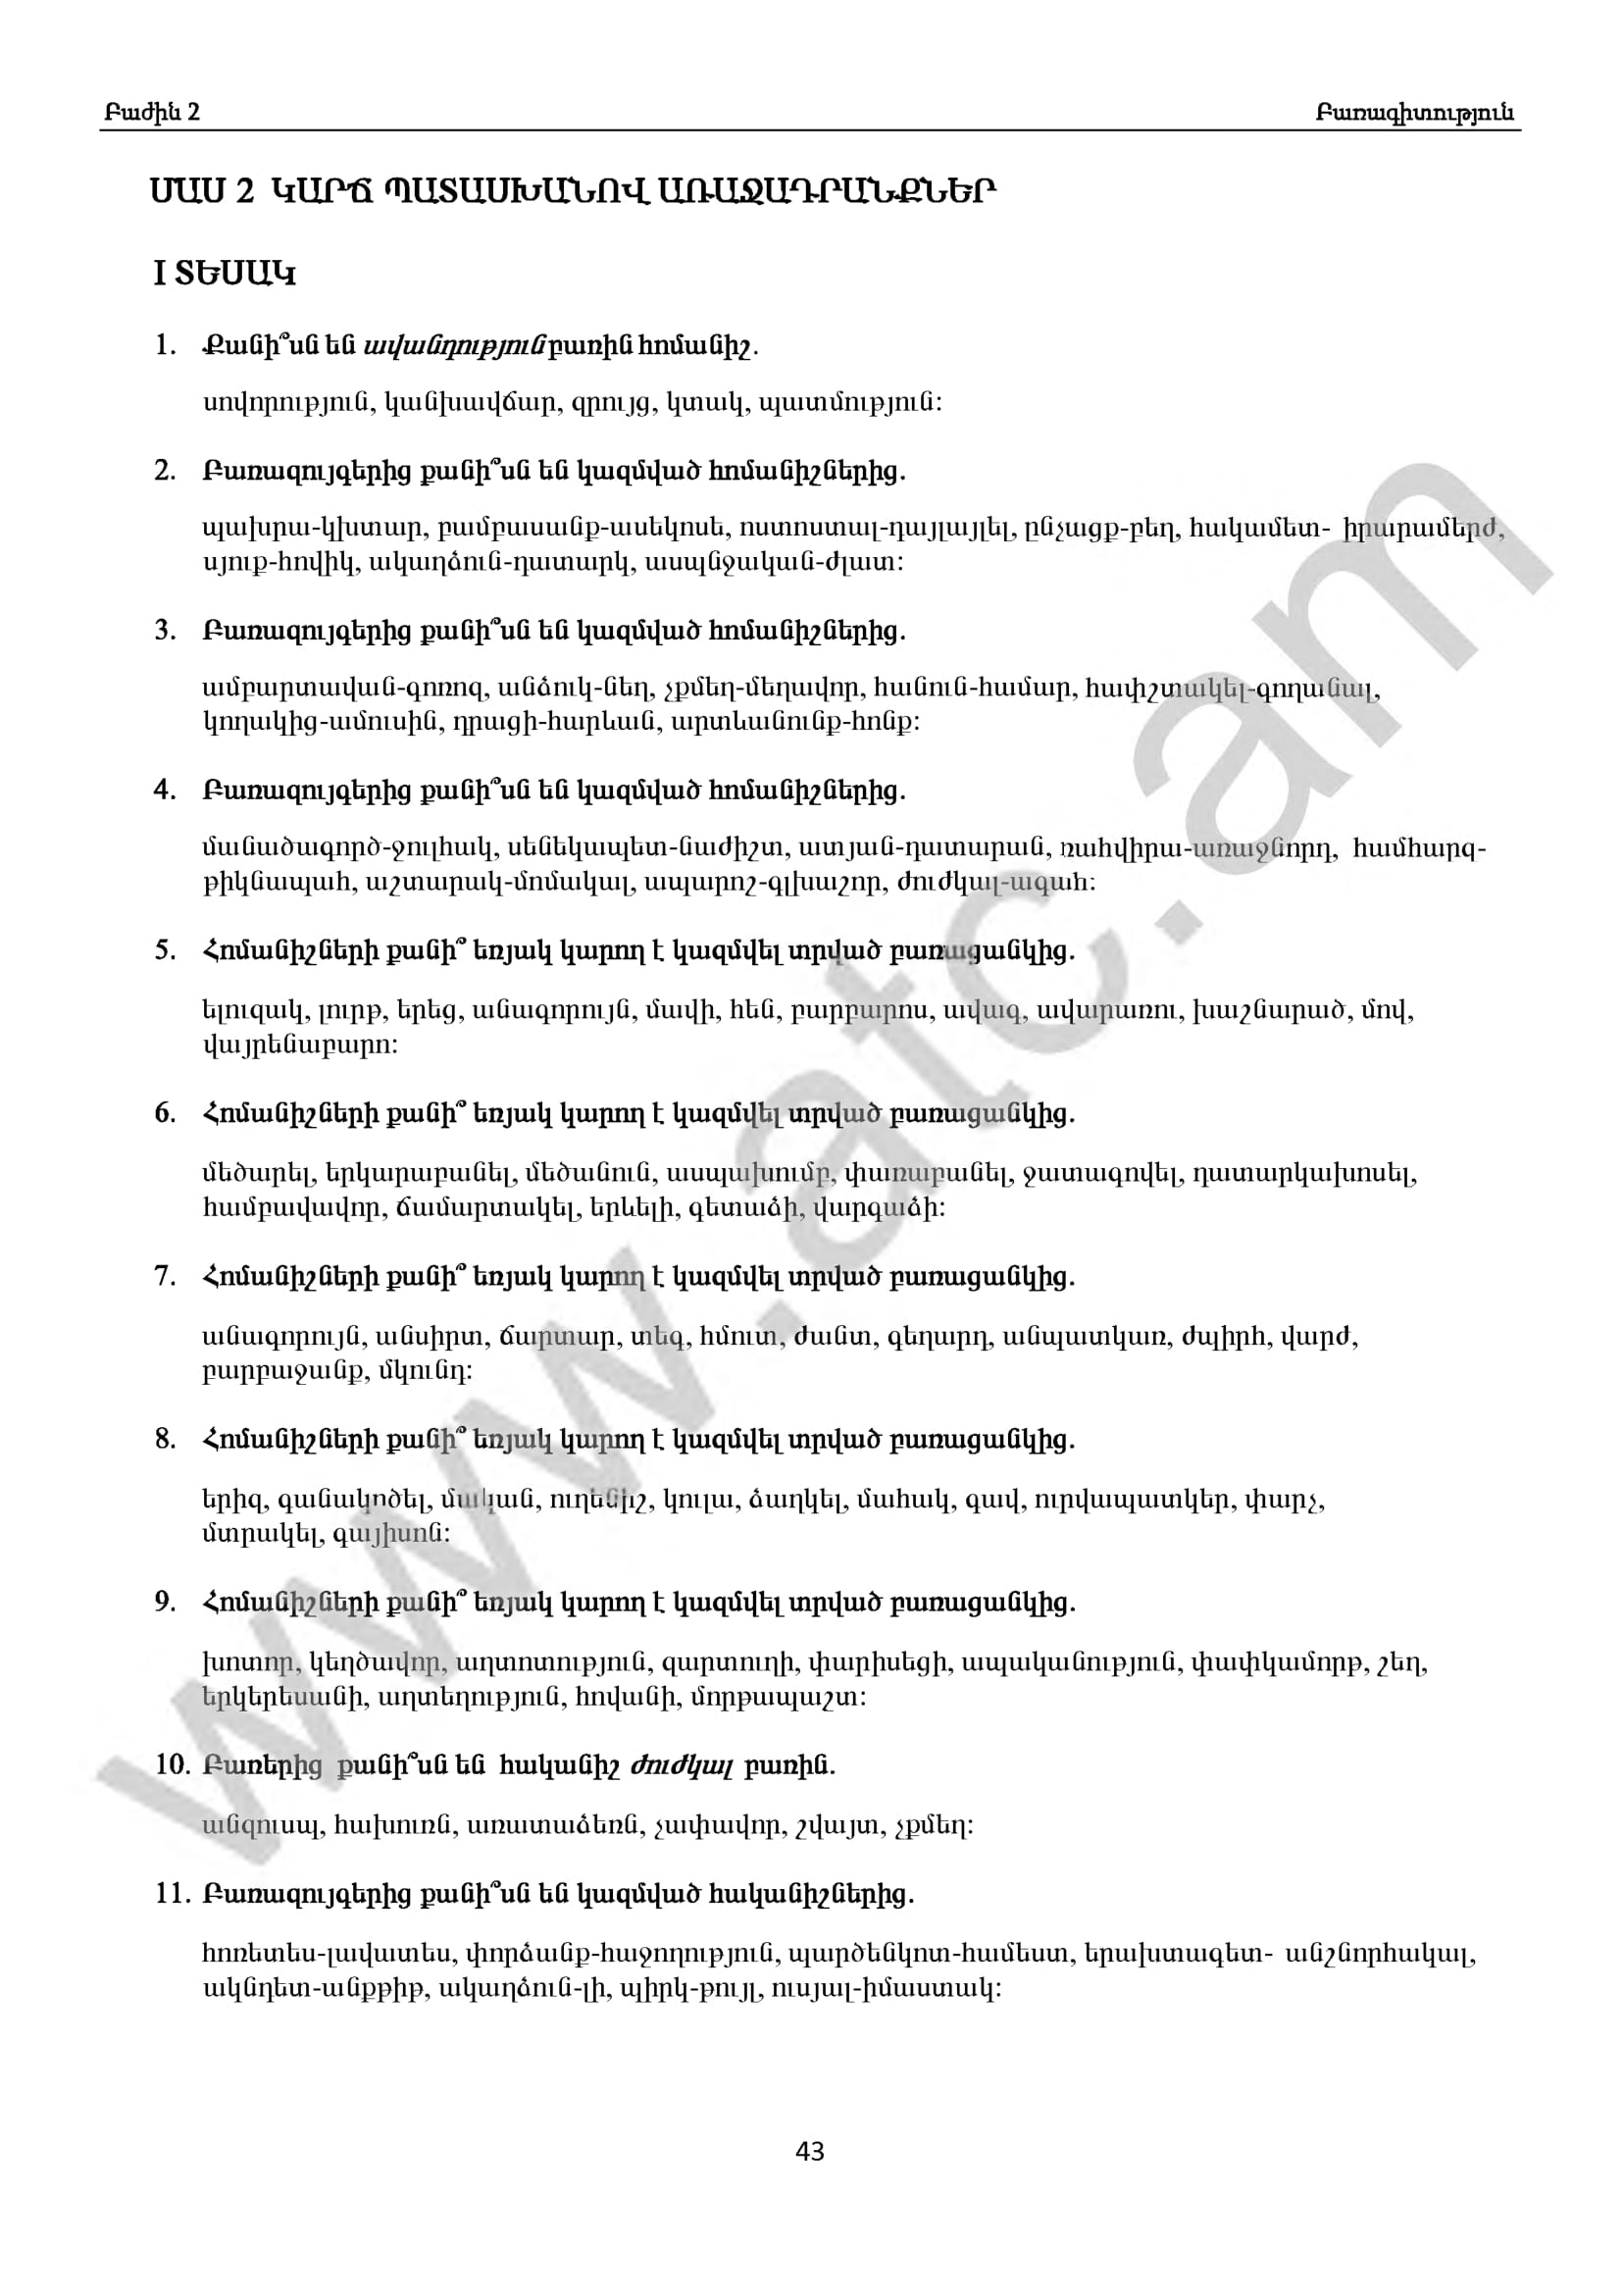 Բաժին 2 Բառագիտություն
ՄԱՍ 2 ԿԱՐՃ ՊԱՏԱՍԽԱՆՈՎ ԱՌԱՋԱԴՐԱՆՔՆԵՐ
I ՏԵՍԱԿ
1. Քանի՞սն են ավանդություն բառին հոմանիշ.
սովորություն, կանխավճար, զրույց, կտակ, պատմություն:
2. Բառազույգերից քանի՞սն են կազմված հոմանիշներից.
պախրա-կխտար, բամբասանք-ասեկոսե, ոստոստալ-դայլայլել, ընչացք-բեղ, հակամետ- իրարամերժ,
սյուք-հովիկ, ակաղձուն-դատարկ, ասպնջական-ժլատ:
3. Բառազույգերից քանի՞սն են կազմված հոմանիշներից.
ամբարտավան-գոռոզ, անձուկ-նեղ, չքմեղ-մեղավոր, հանուն-համար, հափշտակել-գողանալ,
կողակից-ամուսին, դրացի-հարևան, արտևանունք-հոնք:
4. Բառազույգերից քանի՞սն են կազմված հոմանիշներից.
մանածագործ-ջուլհակ, սենեկապետ-նաժիշտ, ատյան-դատարան, ռահվիրա-առաջնորդ, համհարզ-
թիկնապահ, աշտարակ-մոմակալ, ապարոշ-գլխաշոր, ժուժկալ-ագահ:
5. Հոմանիշների քանի՞ եռյակ կարող է կազմվել տրված բառացանկից.
ելուզակ, լուրթ, երեց, անագորույն, մավի, հեն, բարբարոս, ավագ, ավարառու, խաշնարած, մով,
վայրենաբարո:
6. Հոմանիշների քանի՞ եռյակ կարող է կազմվել տրված բառացանկից.
մեծարել, երկարաբանել, մեծանուն, ասպախումբ, փառաբանել, ջատագովել, դատարկախոսել,
համբավավոր, ճամարտակել, երևելի, գետաձի, վարգաձի:
7. Հոմանիշների քանի՞ եռյակ կարող է կազմվել տրված բառացանկից.
անագորույն, անսիրտ, ճարտար, տեգ, հմուտ, ժանտ, գեղարդ, անպատկառ, ժպիրհ, վարժ,
բարբաջանք, մկունդ:
8. Հոմանիշների քանի՞ եռյակ կարող է կազմվել տրված բառացանկից.
երիզ, գանակոծել, մական, ուղենիշ, կուլա, ձաղկել, մահակ, գավ, ուրվապատկեր, փարչ,
մտրակել, գայիսոն:
9. Հոմանիշների քանի՞ եռյակ կարող է կազմվել տրված բառացանկից.
խոտոր, կեղծավոր, աղտոտություն, զարտուղի, փարիսեցի, ապականություն, փափկամորթ, շեղ,
երկերեսանի, աղտեղություն, հովանի, մորթապաշտ:
10. Բառերից քանի՞սն են հականիշ ժուժկալ բառին.
անզուսպ, հախուռն, առատաձեռն, չափավոր, շվայտ, չքմեղ:
11. Բառազույգերից քանի՞սն են կազմված հականիշներից.
հոռետես-լավատես, փորձանք-հաջողություն, պարծենկոտ-համեստ, երախտագետ- անշնորհակալ,
ակնդետ-անքթիթ, ակաղձուն-լի, պիրկ-թույլ, ուսյալ-իմաստակ:
43
www.atc.am